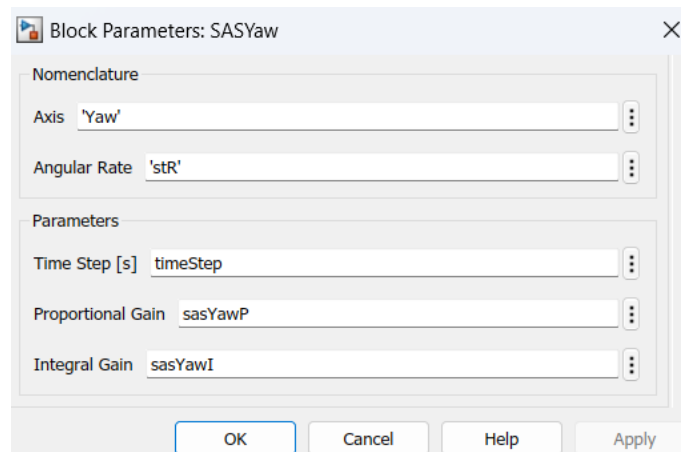 Block Parameters: SASYaw
Nomenclature
Axis 'Yaw'
Angular Rate 'stR'
Parameters
Time Step [s] timeStep
Proportional Gain sasYawP
Integral Gain sasYawI
OK Cancel Help Apply